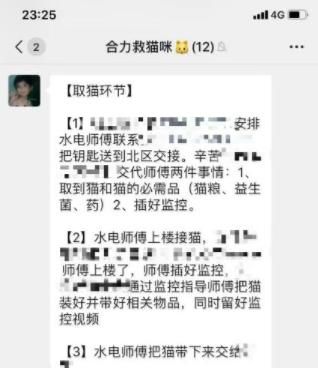 23:25
4G
2
合力救猫咪🐱(12)
【取猫环节】
【1】安排
水电师傅联系
把钥匙送到北区交接。辛苦
交代师傅两件事情：1、
取到猫和猫的必需品（猫粮、益生
菌、药）2、插好监控。
【2】水电师傅上楼接猫，
师傅上楼了，师傅插好监控，
通过监控指导师傅把猫
装好并带好相关物品，同时留好监
控视频
【3】水电师傅把猫带下来交给